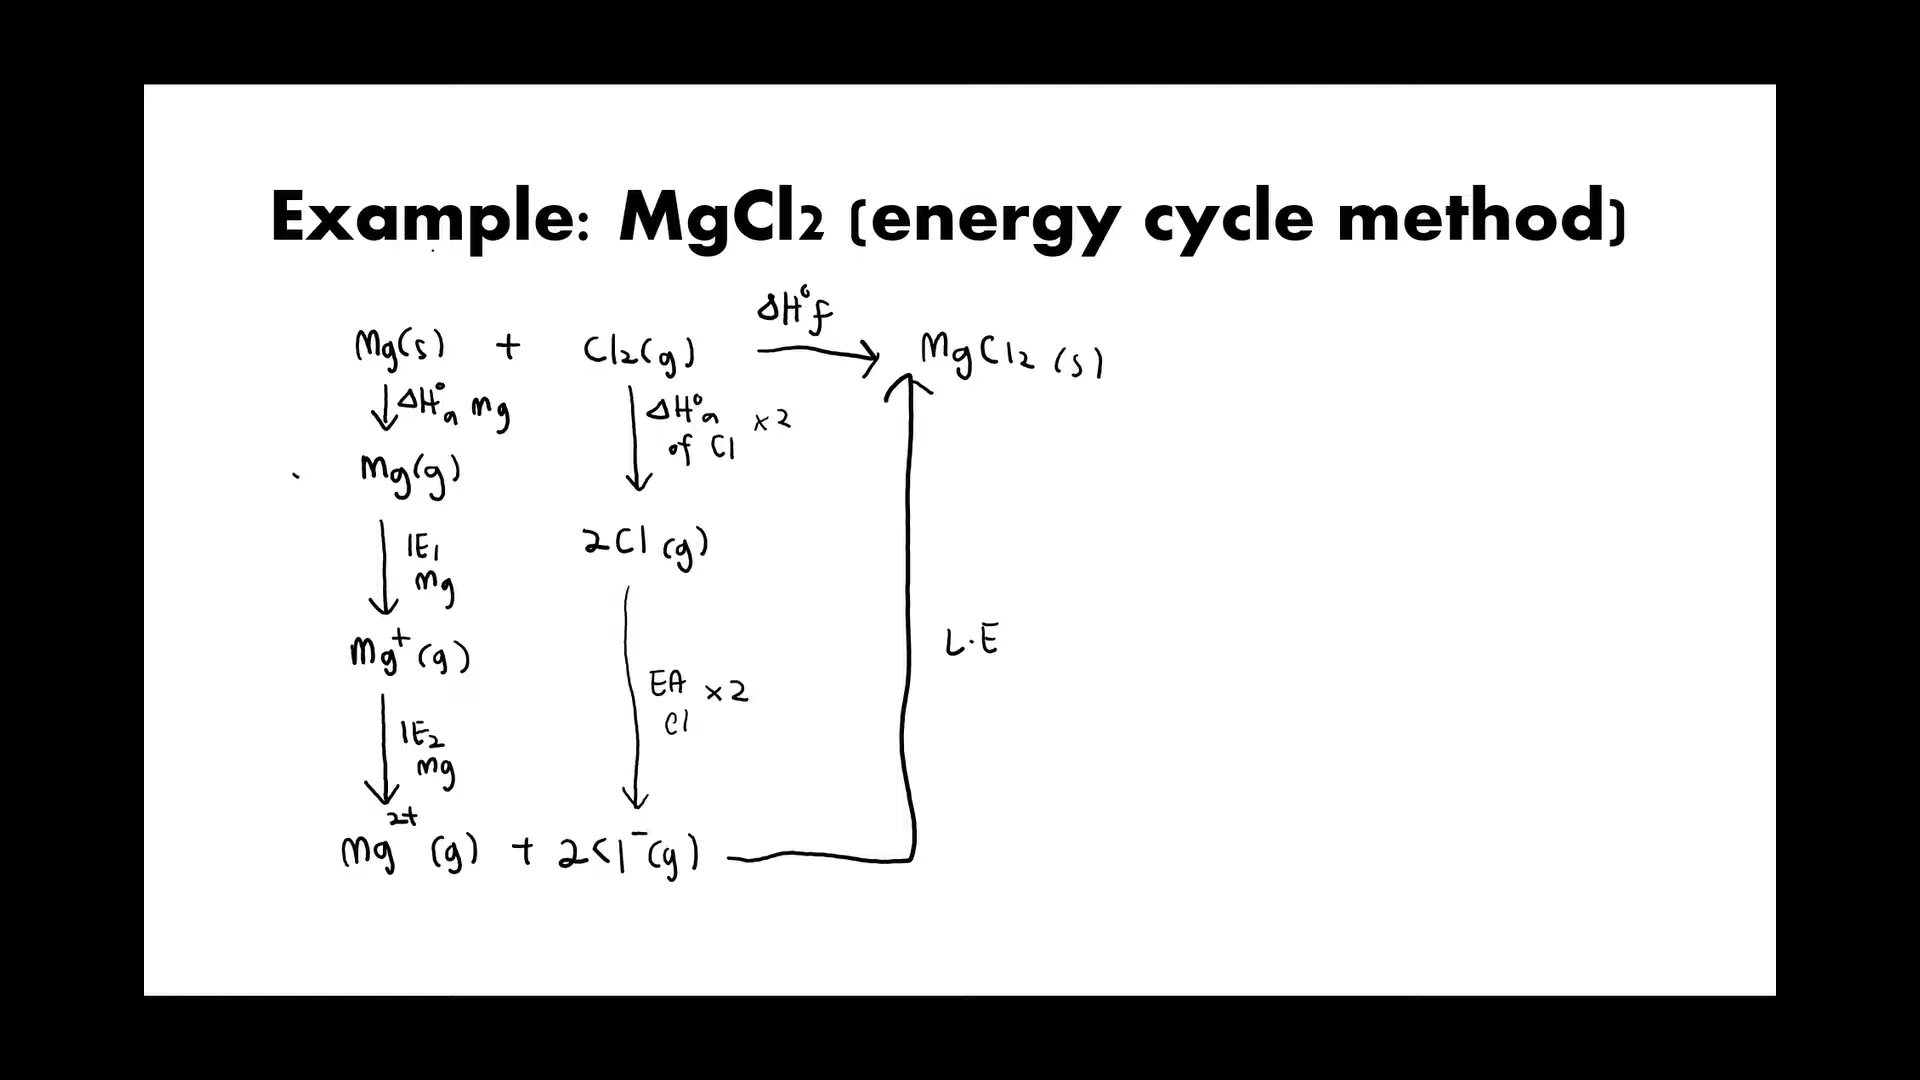 Example: MgCl2 (energy cycle method)
Mg(s) + Cl2(g) ΔH°f MgCl2 (s)
ΔH°a Mg
ΔH°a of Cl ×2
Mg(g)
2Cl (g)
IE1 Mg
Mg+ (g)
L.E
EA Cl ×2
IE2 Mg
Mg2+ (g) + 2Cl-(g)